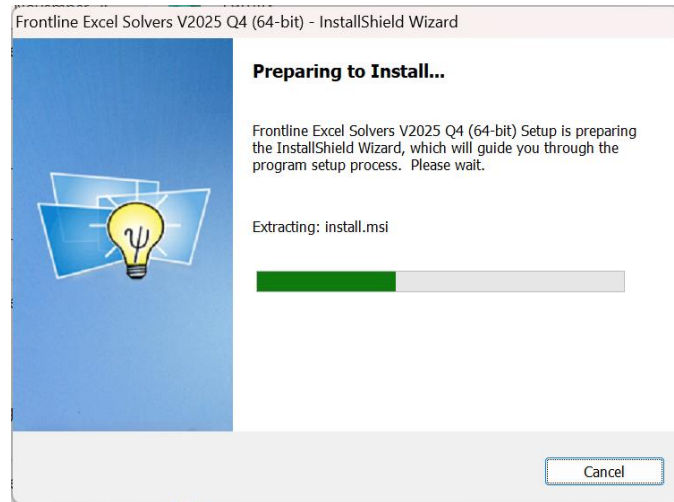 Frontline Excel Solvers V2025 Q4 (64-bit) - InstallShield Wizard
Preparing to Install...
Frontline Excel Solvers V2025 Q4 (64-bit) Setup is preparing
the InstallShield Wizard, which will guide you through the
program setup process. Please wait.
Extracting: install.msi
ψ
Cancel